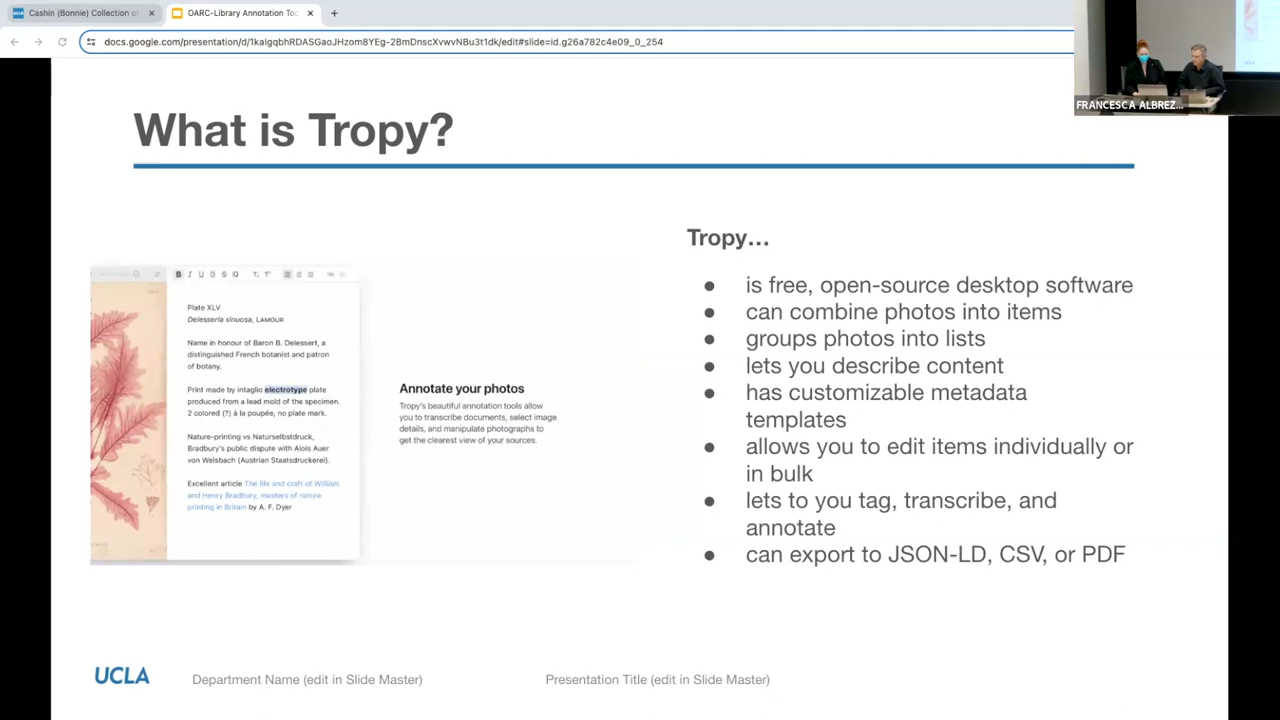 Cashin (Bonnie) Collection of
OARC-Library Annotation Too
docs.google.com/presentation/d/1kaIgqbhRDASGaoJHzom8YEg-2BmDnscXvwvNBu3t1dk/edit#slide=id.g26a782c4e09_0_254
FRANCESCA ALBREZ...
What is Tropy?
Plate XLV
Delesseria sinuosa, LAMOUR
Name in honour of Baron B. Delessert, a
distinguished French botanist and patron
of botany.
Print made by intaglio electrotype plate
produced from a lead mold of the specimen.
2 colored (?) à la poupée, no plate mark.
Nature-printing vs Naturselbstdruck,
Bradbury's public dispute with Alois Auer
von Welsbach (Austrian Staatsdruckerei).
Excellent article The life and craft of William
and Henry Bradbury, masters of nature
printing in Britain by A. F. Dyer
Annotate your photos
Tropy's beautiful annotation tools allow
you to transcribe documents, select image
details, and manipulate photographs to
get the clearest view of your sources.
Tropy...
● is free, open-source desktop software
● can combine photos into items
● groups photos into lists
● lets you describe content
● has customizable metadata
templates
● allows you to edit items individually or
in bulk
● lets to you tag, transcribe, and
annotate
● can export to JSON-LD, CSV, or PDF
UCLA
Department Name (edit in Slide Master)
Presentation Title (edit in Slide Master)